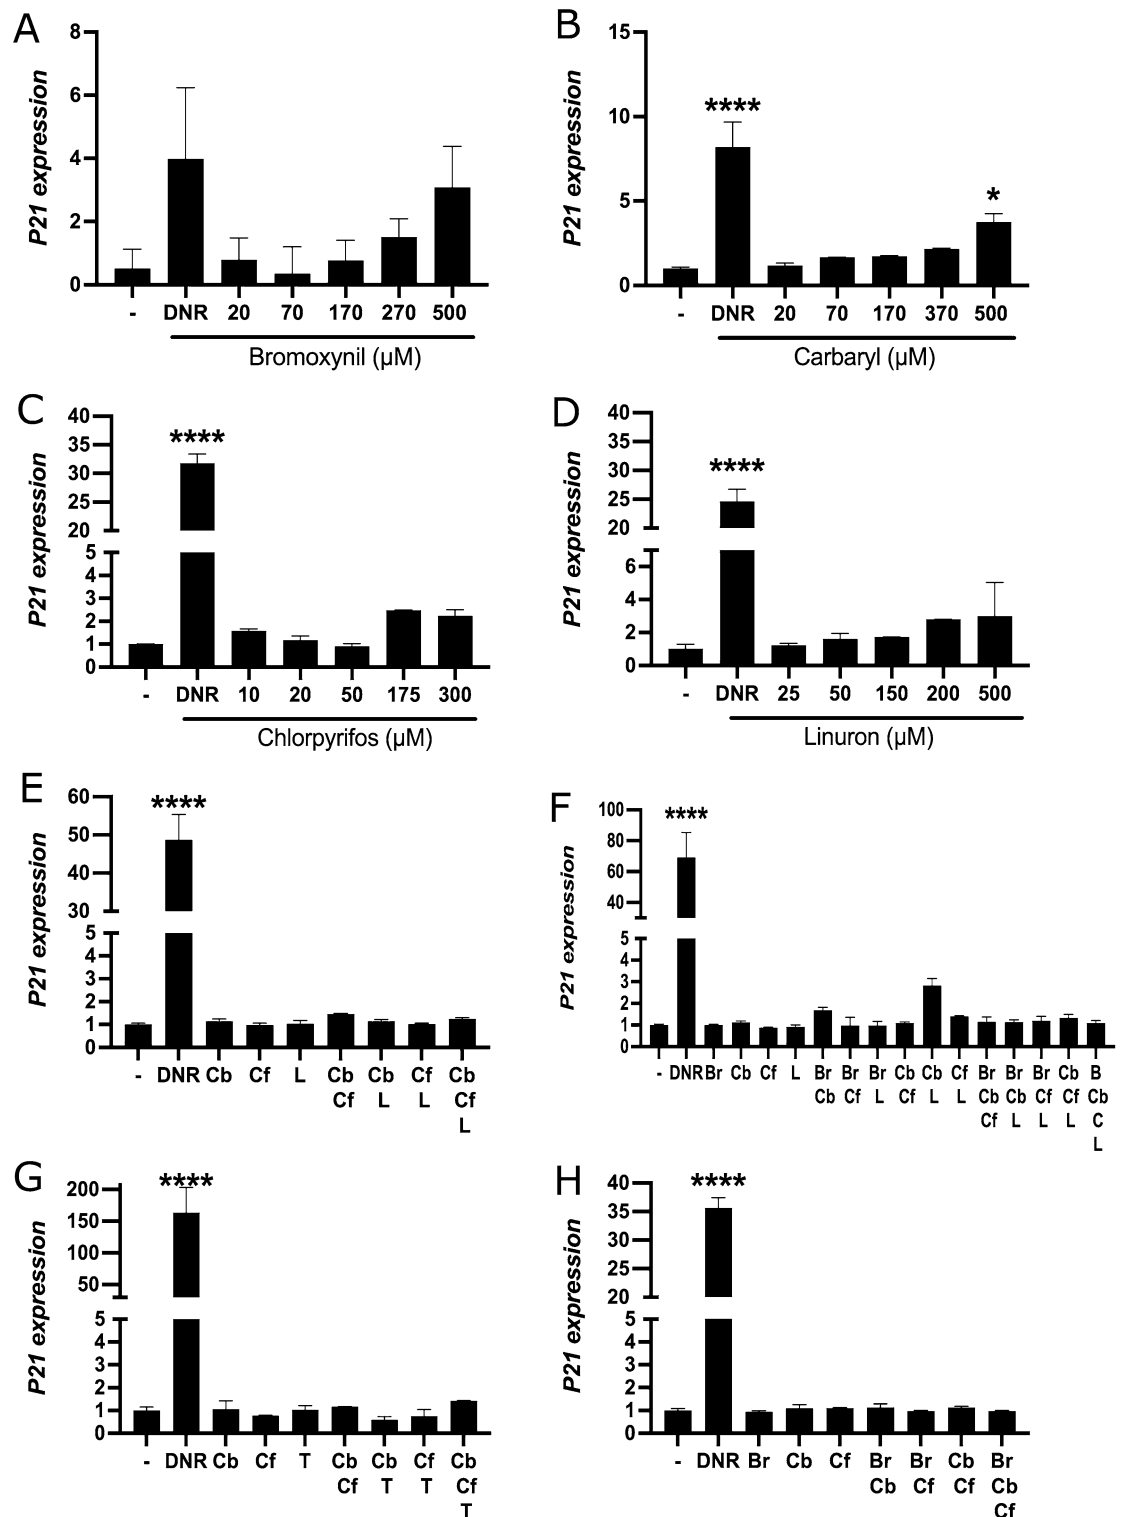 A
P21 expression
8
6
4
2
0
- DNR 20 70 170 270 500
Bromoxynil (µM)
B
P21 expression
15
10
5
0
****
*
- DNR 20 70 170 370 500
Carbaryl (µM)
C
P21 expression
40
35
30
25
20
5
4
3
2
1
0
****
- DNR 10 20 50 175 300
Chlorpyrifos (µM)
D
P21 expression
40
35
30
25
20
6
4
2
0
****
- DNR 25 50 150 200 500
Linuron (µM)
E
P21 expression
60
50
40
30
5
4
3
2
1
0
****
- DNR Cb Cf L Cb Cb Cf Cb
Cf L L Cf
L
F
P21 expression
100
80
60
40
5
4
3
2
1
0
****
- DNR Br Cb Cf L Br Br Br Cb Cb Cf Br Br Br Cb B
Cb Cf L Cf L L Cb Cb Cf Cf Cb
Cf L L L C
L
G
P21 expression
200
150
100
50
5
4
3
2
1
0
****
- DNR Cb Cf T Cb Cb Cf Cb
Cf T T Cf
T
H
P21 expression
40
35
30
25
20
5
4
3
2
1
0
****
- DNR Br Cb Cf Br Br Cb Br
Cb Cf Cf Cb
Cf